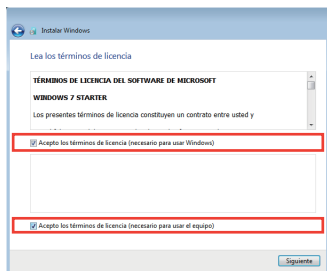 Instalar Windows
Lea los términos de licencia
TÉRMINOS DE LICENCIA DEL SOFTWARE DE MICROSOFT
WINDOWS 7 STARTER
Los presentes términos de licencia constituyen un contrato entre usted y
Acepto los términos de licencia (necesario para usar Windows)
Acepto los términos de licencia (necesario para usar el equipo)
Siguiente